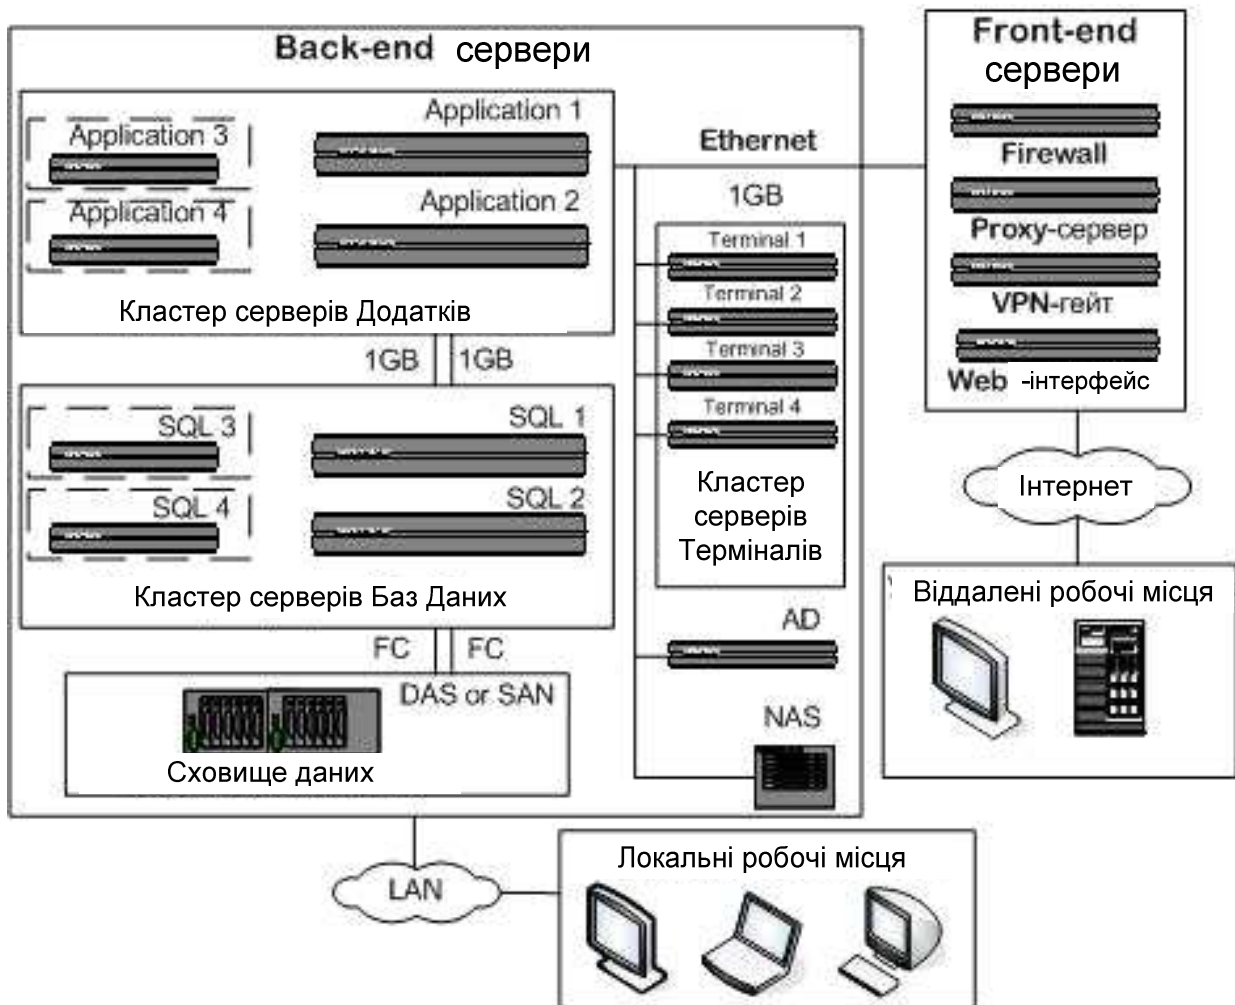 Back-end сервери
Application 1
Application 3
Application 2
Application 4
Кластер серверів Додатків
1GB 1GB
SQL 1
SQL 3
SQL 2
SQL 4
Кластер серверів Баз Даних
FC FC
DAS or SAN
Сховище даних
Ethernet
1GB
Terminal 1
Terminal 2
Terminal 3
Terminal 4
Кластер
серверів
Терміналів
AD
NAS
Front-end
сервери
Firewall
Proxy-сервер
VPN-гейт
Web -інтерфейс
Інтернет
Віддалені робочі місця
LAN
Локальні робочі місця